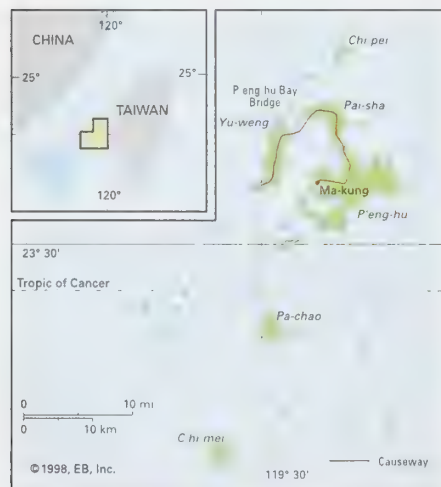 120°
CHINA
25°
25°
TAIWAN
120°
Chi pei
P eng hu Bay
Bridge
Pai-sha
Yu-weng
Ma-kung
P'eng-hu
23° 30'
Tropic of Cancer
Pa-chao
0 10 mi
0 10 km
Chi mei
©1998, EB, Inc.
119° 30'
Causeway